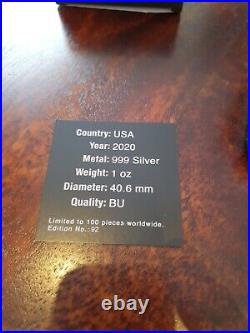 Country: USA
Year: 2020
Metal: 999 Silver
Weight: 1 oz
Diameter: 40.6 mm
Quality: BU
Limited to 100 pieces worldwide.
Edition No.:92